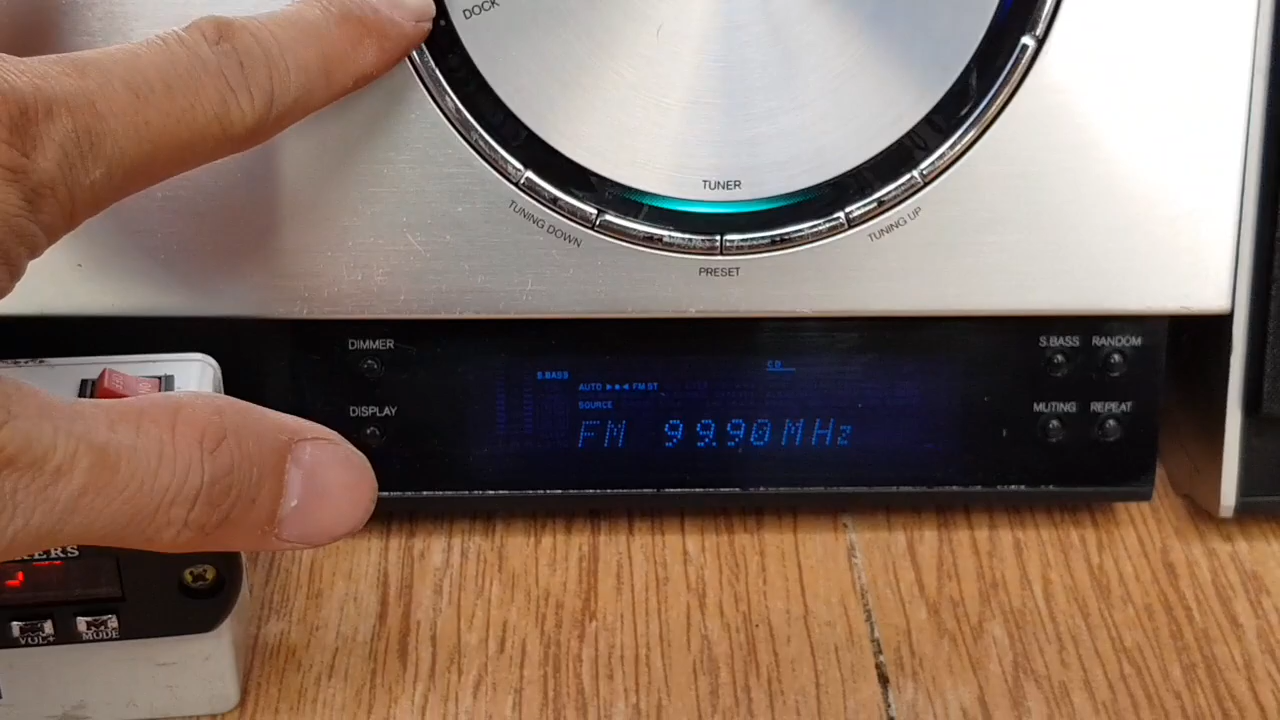 DOCK
TUNER
TUNING DOWN
TUNING UP
PRESET
DIMMER
S.BASS RANDOM
CD
S.BASS
AUTO ▶●◀ FM ST
SOURCE
DISPLAY
MUTING REPEAT
FM 99.90 MHz
OFF ON
VOL+ MODE